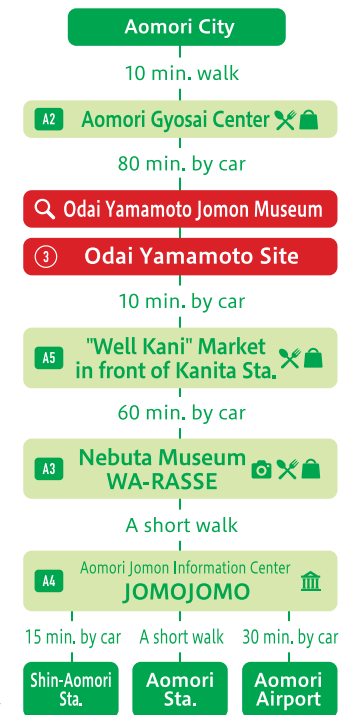 Aomori City
10 min. walk
A2 Aomori Gyosai Center
80 min. by car
Odai Yamamoto Jomon Museum
3 Odai Yamamoto Site
10 min. by car
A5 "Well Kani" Market
in front of Kanita Sta.
60 min. by car
A3 Nebuta Museum
WA-RASSE
A short walk
Aomori Jomon Information Center
A4 JOMOJOMO
15 min. by car A short walk 30 min. by car
Shin-Aomori Aomori Aomori
Sta. Sta. Airport